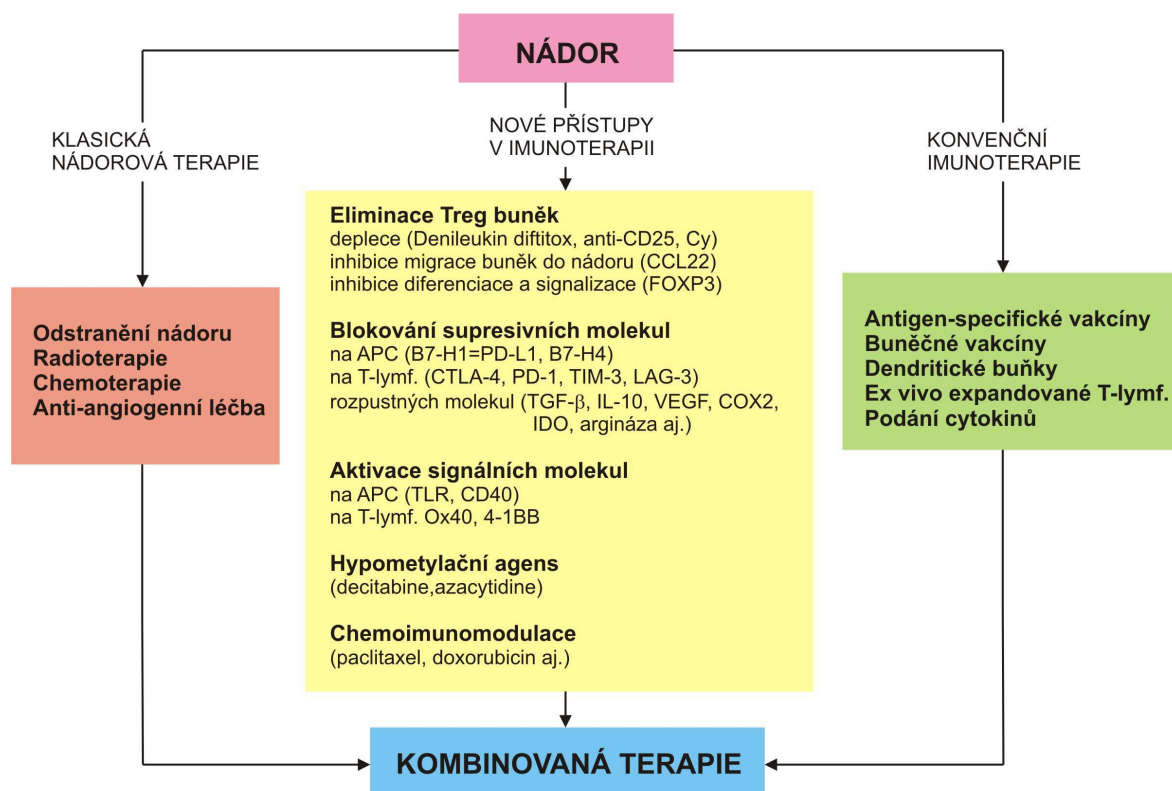 NÁDOR
KLASICKÁ
NÁDOROVÁ TERAPIE
NOVÉ PŘÍSTUPY
V IMUNOTERAPII
KONVENČNÍ
IMUNOTERAPIE
Odstranění nádoru
Radioterapie
Chemoterapie
Anti-angiogenní léčba
Eliminace Treg buněk
deplece (Denileukin diftitox, anti-CD25, Cy)
inhibice migrace buněk do nádoru (CCL22)
inhibice diferenciace a signalizace (FOXP3)
Blokování supresivních molekul
na APC (B7-H1=PD-L1, B7-H4)
na T-lymf. (CTLA-4, PD-1, TIM-3, LAG-3)
rozpustných molekul (TGF-β, IL-10, VEGF, COX2,
IDO, argináza aj.)
Aktivace signálních molekul
na APC (TLR, CD40)
na T-lymf. Ox40, 4-1BB
Hypometylační agens
(decitabine,azacytidine)
Chemoimunomodulace
(paclitaxel, doxorubicin aj.)
Antigen-specifické vakcíny
Buněčné vakcíny
Dendritické buňky
Ex vivo expandované T-lymf.
Podání cytokinů
KOMBINOVANÁ TERAPIE